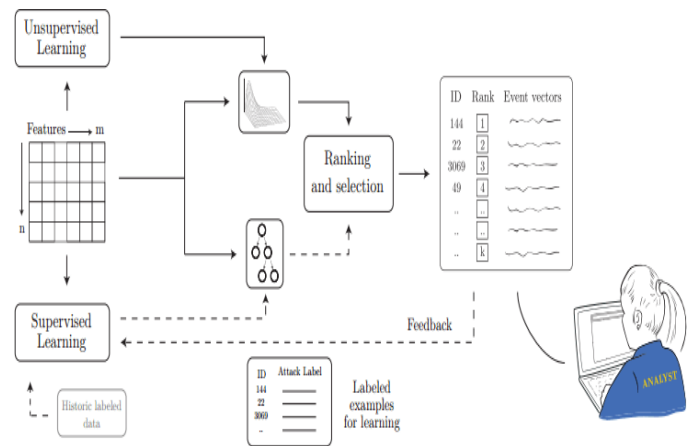 Unsupervised
Learning
Features
m
n
Ranking
and selection
ID Rank Event vectors
144 1
22 2
3069 3
49 4
.. ..
.. ..
.. k
Supervised
Learning
Feedback
Historic labeled
data
ID Attack Label
144
22
3069
..
Labeled
examples
for learning
ANALYST